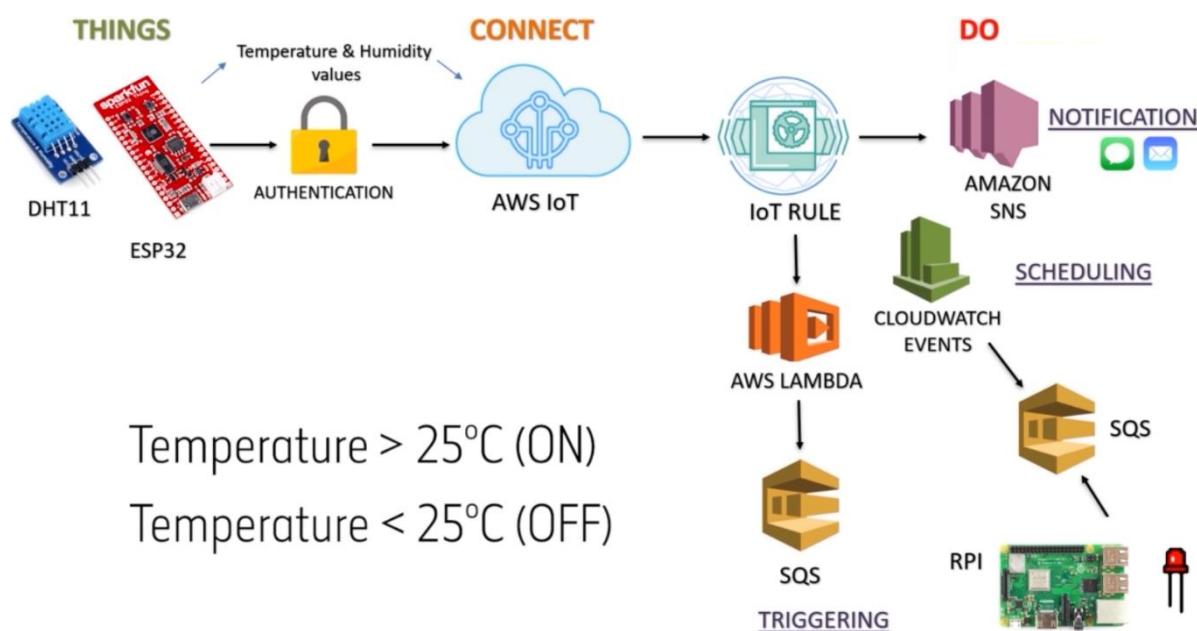 THINGS
CONNECT
DO
Temperature & Humidity
values
sparkfun
NOTIFICATION
AUTHENTICATION
AWS IoT
IoT RULE
AMAZON
SNS
DHT11
ESP32
SCHEDULING
CLOUDWATCH
EVENTS
AWS LAMBDA
SQS
Temperature > 25°C (ON)
Temperature < 25°C (OFF)
RPI
SQS
TRIGGERING